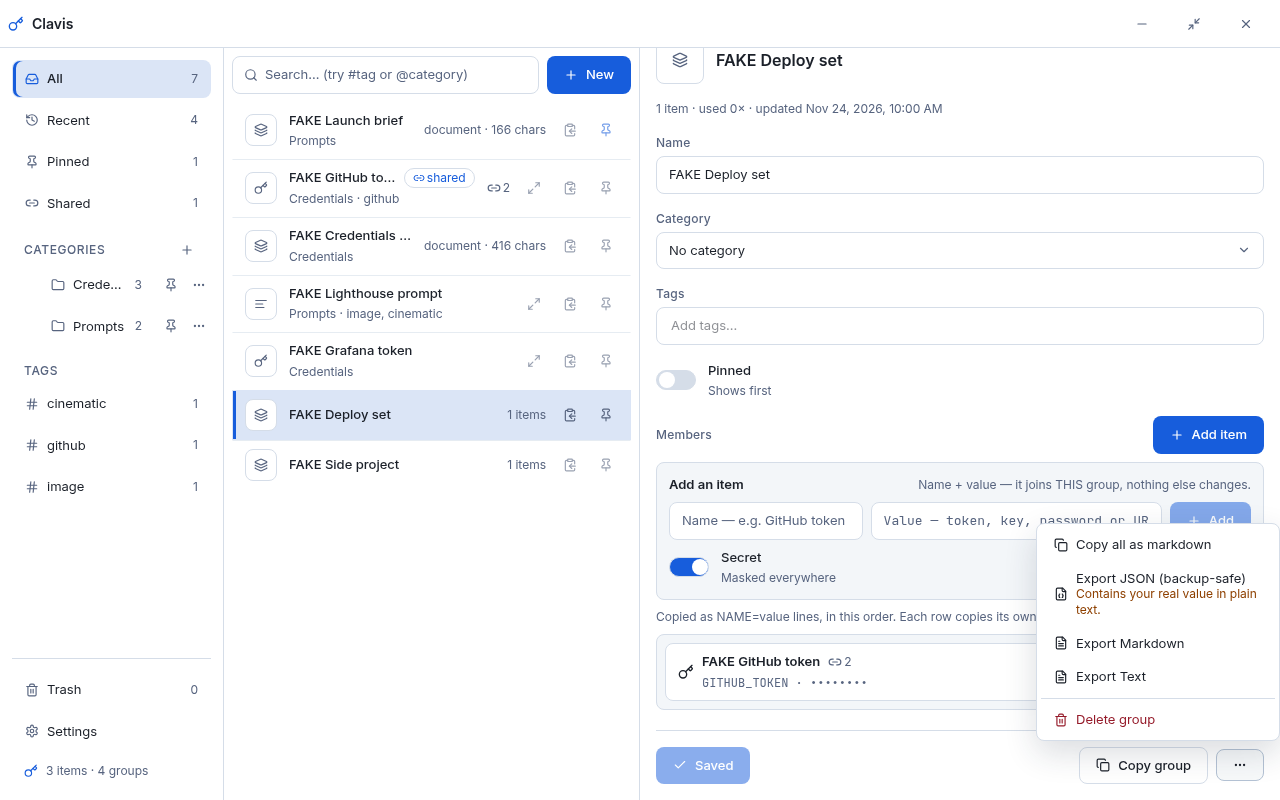 Clavis
All 7
Recent 4
Pinned 1
Shared 1
CATEGORIES
Crede... 3
Prompts 2
TAGS
cinematic 1
github 1
image 1
Trash 0
Settings
3 items · 4 groups
Search... (try #tag or @category)
New
FAKE Launch brief
Prompts
document · 166 chars
FAKE GitHub to... shared
Credentials · github
2
FAKE Credentials ...
Credentials
document · 416 chars
FAKE Lighthouse prompt
Prompts · image, cinematic
FAKE Grafana token
Credentials
FAKE Deploy set 1 items
FAKE Side project 1 items
FAKE Deploy set
1 item · used 0× · updated Nov 24, 2026, 10:00 AM
Name
FAKE Deploy set
Category
No category
Tags
Add tags...
Pinned
Shows first
Members
Add item
Add an item
Name + value — it joins THIS group, nothing else changes.
Name — e.g. GitHub token
Value — token, key, password or UR
Add
Secret
Masked everywhere
Copied as NAME=value lines, in this order. Each row copies its own
FAKE GitHub token 2
GITHUB_TOKEN · ••••••••
Copy all as markdown
Export JSON (backup-safe)
Contains your real value in plain
text.
Export Markdown
Export Text
Delete group
Saved
Copy group